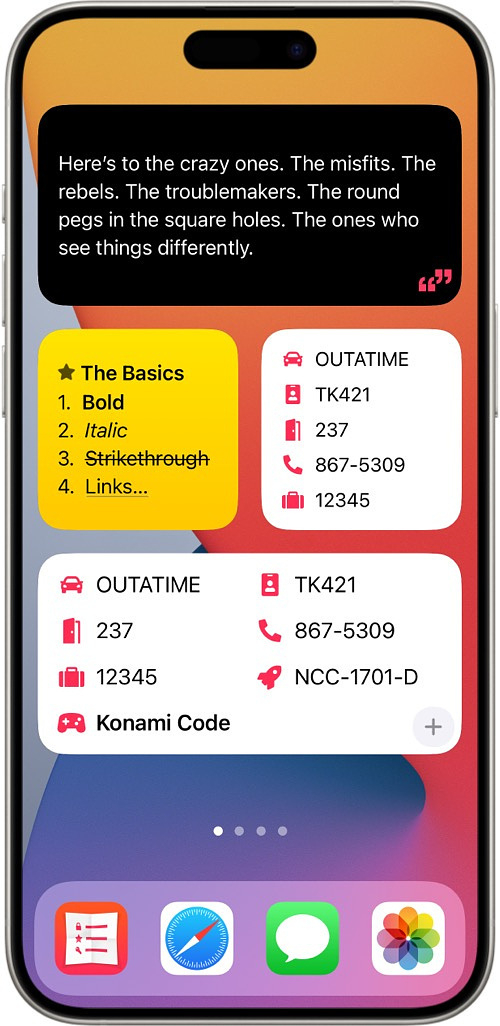 Here’s to the crazy ones. The misfits. The
rebels. The troublemakers. The round
pegs in the square holes. The ones who
see things differently.
The Basics
1. Bold
2. Italic
3. Strikethrough
4. Links...
OUTATIME
TK421
237
867-5309
12345
OUTATIME
TK421
237
867-5309
12345
NCC-1701-D
Konami Code